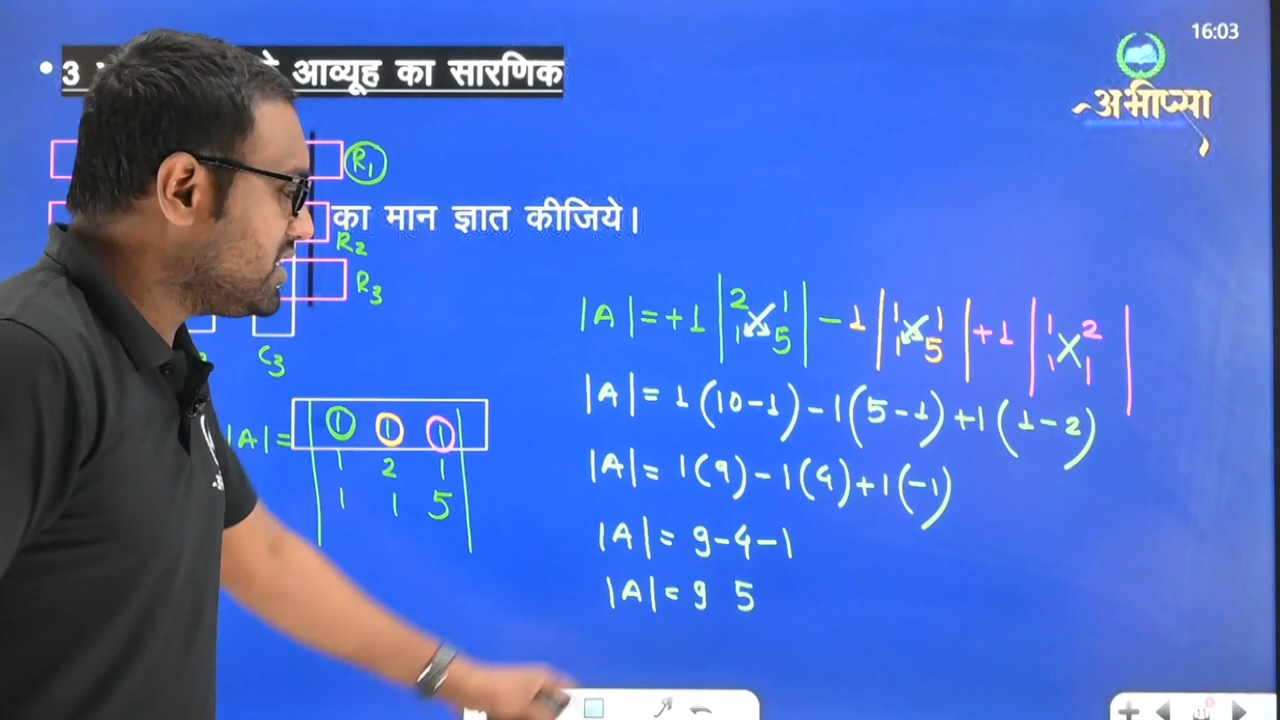 16:03
अभीप्सा
• 3 आव्यूह का सारणिक
R₁
का मान ज्ञात कीजिये।
R₂
R₃
C₃
|A| = | 1 1 1 |
| 1 2 1 |
| 1 1 5 |
|A| = +1 | 2 1 | - 1 | 1 1 | + 1 | 1 2 |
| 1 5 | | 1 5 | | 1 1 |
|A| = 1 (10-1) - 1 (5-1) + 1 (1-2)
|A| = 1(9) - 1(4) + 1(-1)
|A| = 9-4-1
|A| = 9 5